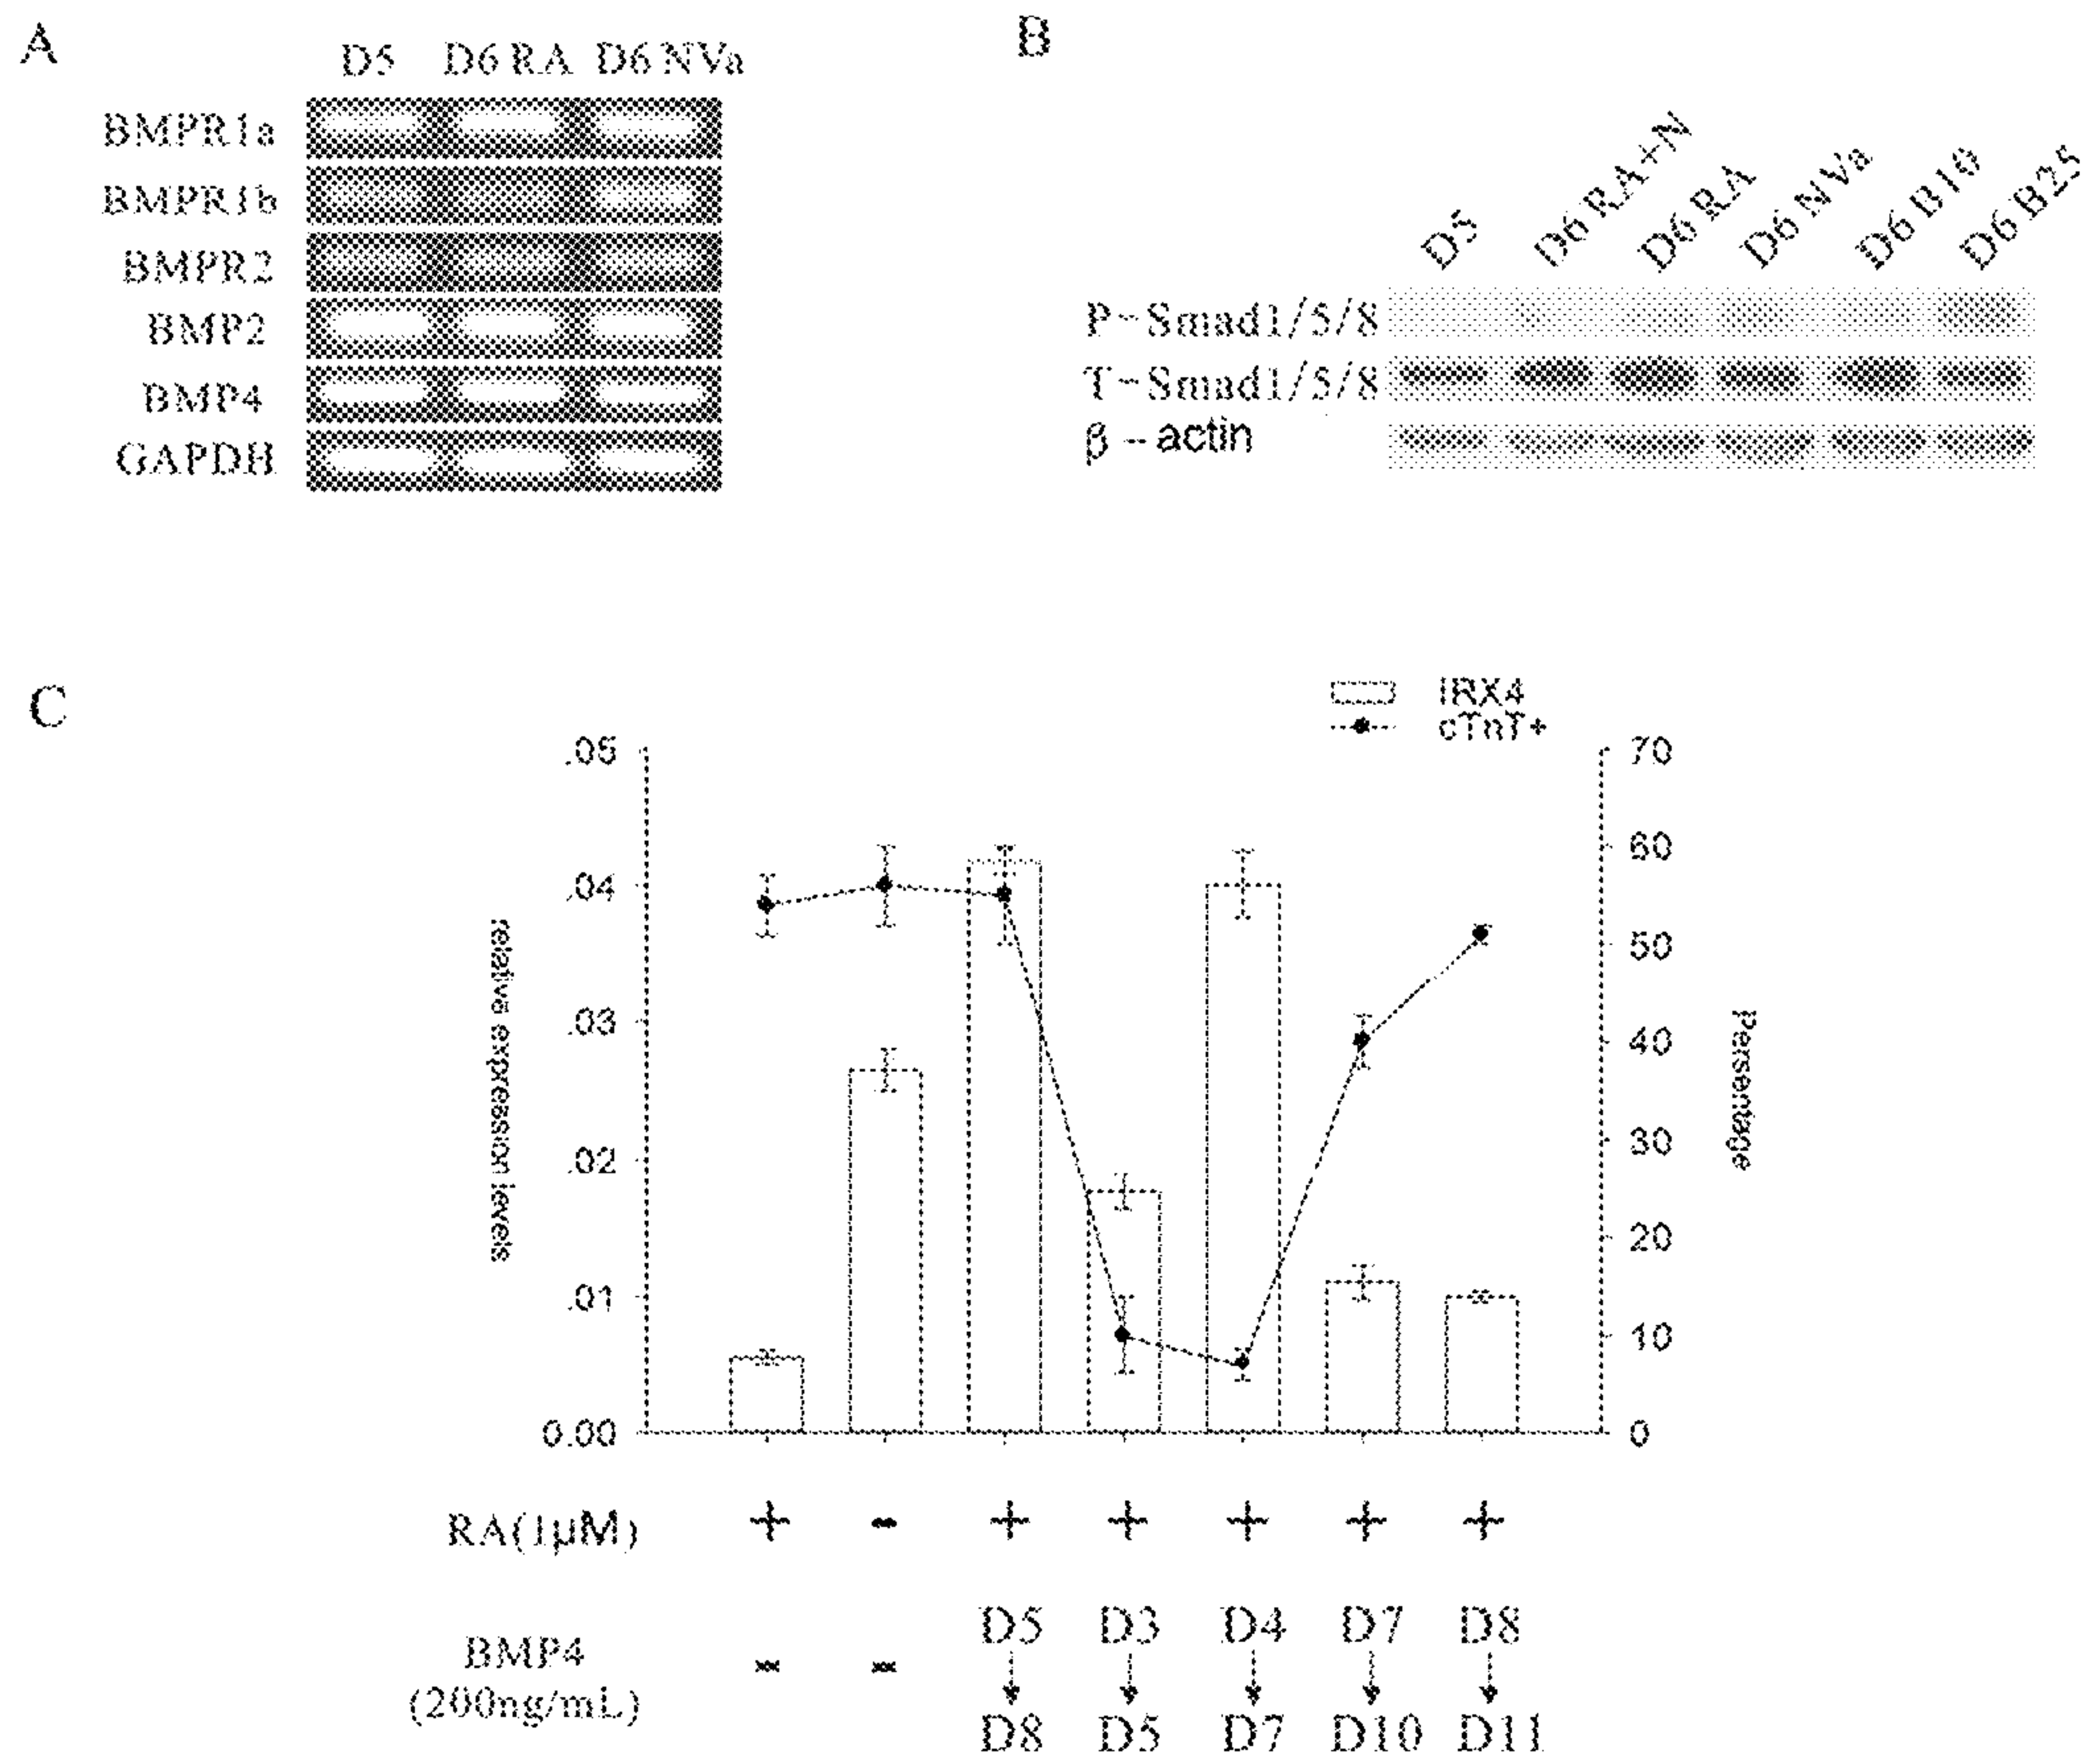 A
D5 D6 RA D6 NVa
BMPR1a
BMPR1b
BMPR2
BMP2
BMP4
GAPDH
B
D5 D6 RA+N D6 RA D6 NVa D6 B10 D6 B25
P-Smad1/5/8
T-Smad1/5/8
β-actin
C
IRX4
cTnT+
.05
.04
.03
.02
.01
0.00
relative expression levels
70
60
50
40
30
20
10
0
Persentage
RA(1μM) + - + + + + +
D5 D3 D4 D7 D8
BMP4 - -
(200ng/mL)
D8 D5 D7 D10 D11